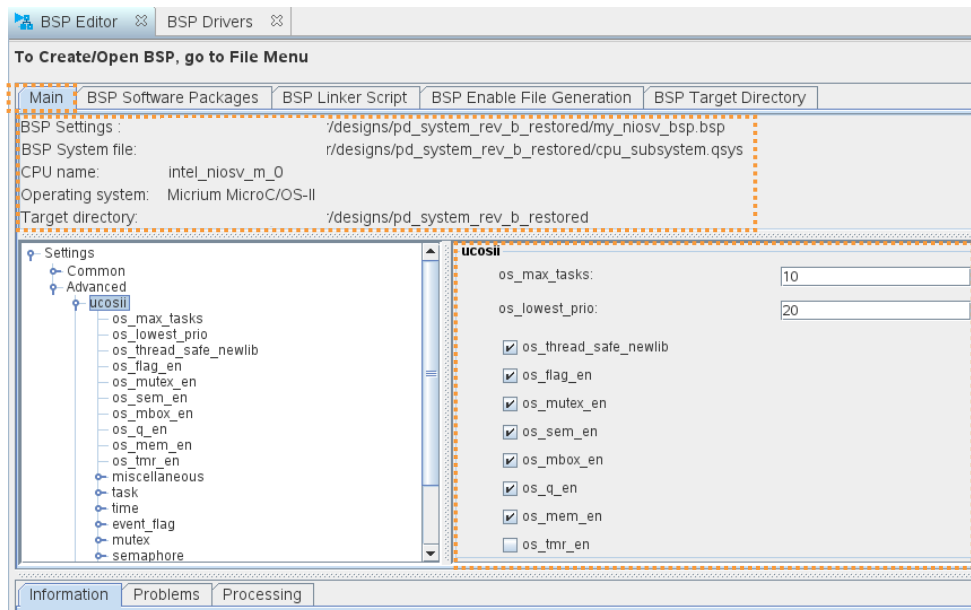 BSP Editor BSP Drivers
To Create/Open BSP, go to File Menu
Main BSP Software Packages BSP Linker Script BSP Enable File Generation BSP Target Directory
BSP Settings : /designs/pd_system_rev_b_restored/my_niosv_bsp.bsp
BSP System file: r/designs/pd_system_rev_b_restored/cpu_subsystem.qsys
CPU name: intel_niosv_m_0
Operating system: Micrium MicroC/OS-II
Target directory: /designs/pd_system_rev_b_restored
Settings
Common
Advanced
ucosii
os_max_tasks
os_lowest_prio
os_thread_safe_newlib
os_flag_en
os_mutex_en
os_sem_en
os_mbox_en
os_q_en
os_mem_en
os_tmr_en
miscellaneous
task
time
event_flag
mutex
semaphore
ucosii
os_max_tasks: 10
os_lowest_prio: 20
os_thread_safe_newlib
os_flag_en
os_mutex_en
os_sem_en
os_mbox_en
os_q_en
os_mem_en
os_tmr_en
Information Problems Processing